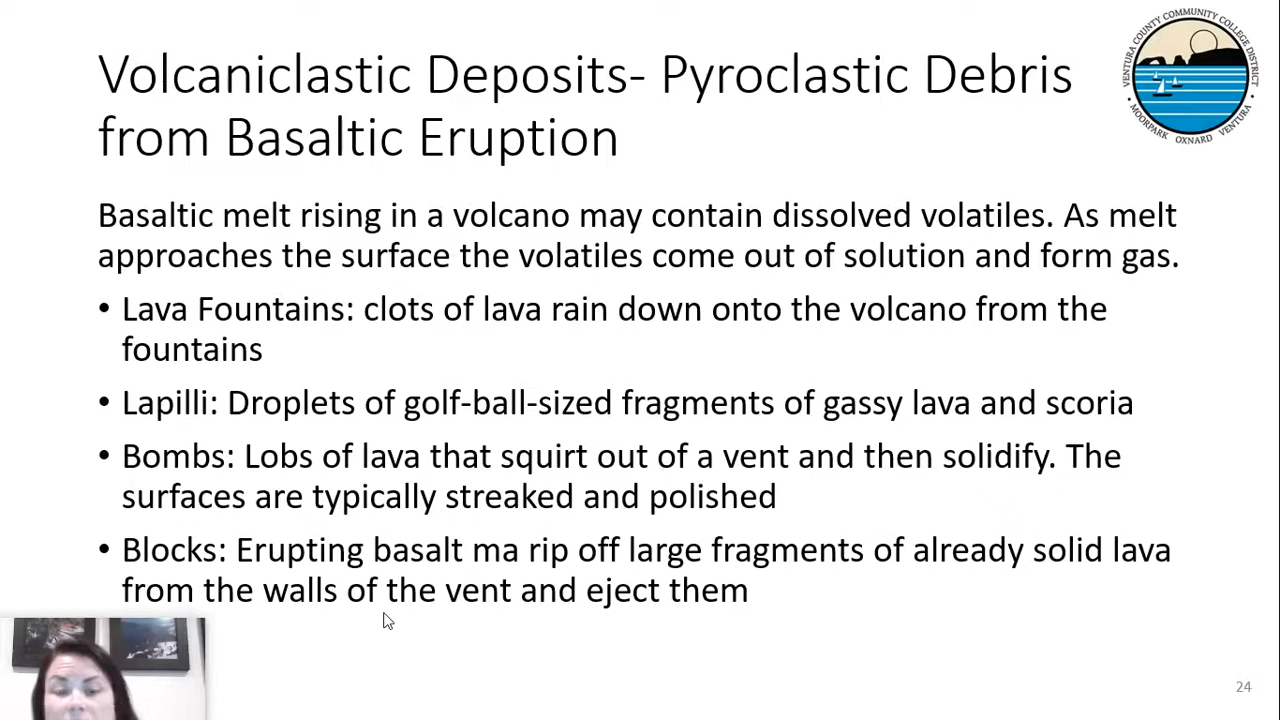 Volcaniclastic Deposits- Pyroclastic Debris
from Basaltic Eruption
VENTURA COUNTY COMMUNITY COLLEGE DISTRICT
• MOORPARK OXNARD VENTURA •
Basaltic melt rising in a volcano may contain dissolved volatiles. As melt
approaches the surface the volatiles come out of solution and form gas.
• Lava Fountains: clots of lava rain down onto the volcano from the
fountains
• Lapilli: Droplets of golf-ball-sized fragments of gassy lava and scoria
• Bombs: Lobs of lava that squirt out of a vent and then solidify. The
surfaces are typically streaked and polished
• Blocks: Erupting basalt ma rip off large fragments of already solid lava
from the walls of the vent and eject them
24